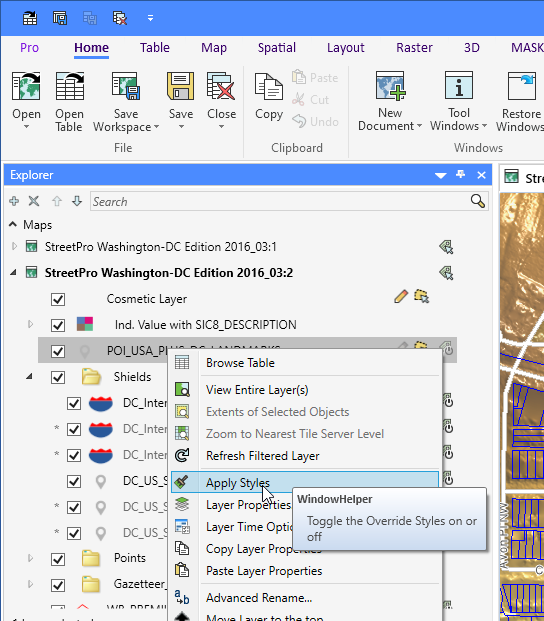 Pro Home Table Map Spatial Layout Raster 3D MASK
Open
Open Table
Save Workspace
Save
Close
Copy
Paste
Cut
Undo
New Document
Tool Windows
Restore Windows
File
Clipboard
Windows
Explorer
Search
Maps
StreetPro Washington-DC Edition 2016_03:1
StreetPro Washington-DC Edition 2016_03:2
Cosmetic Layer
Ind. Value with SIC8_DESCRIPTION
POI_USA_PLUS_DC_LANDMARKS
Browse Table
Shields
View Entire Layer(s)
DC_Inter
Extents of Selected Objects
DC_Inter
Zoom to Nearest Tile Server Level
DC_Inter
Refresh Filtered Layer
DC_US_S
Apply Styles
WindowHelper
Toggle the Override Styles on or
off
DC_US_S
Layer Properties
DC_US_S
Layer Time Optio
Points
Copy Layer Properties
Gazetteer_
Paste Layer Properties
Advanced Rename...
Move Layer to the top
Stre
Avon Pl NW